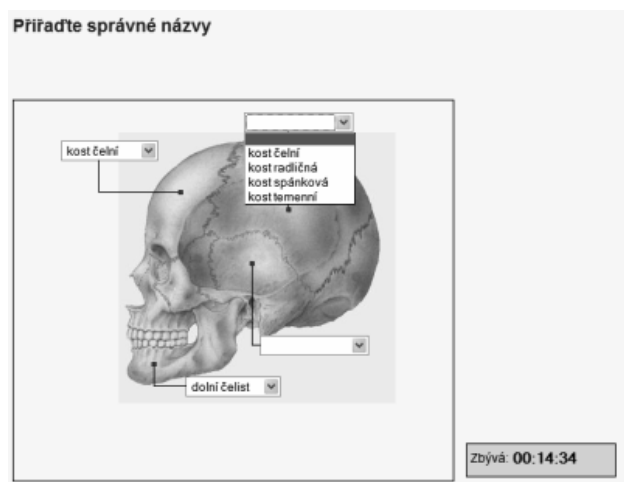 Přiřaďte správné názvy
kost čelní
kost čelní
kost radličná
kost spánková
kost temenní
dolní čelist
Zbývá: 00:14:34